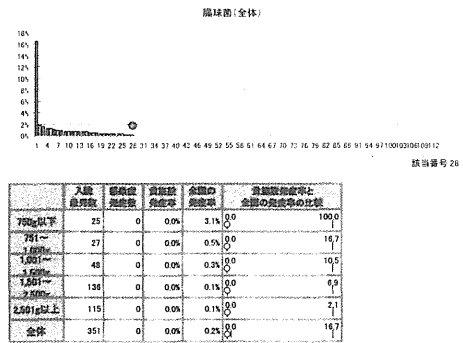 腸球菌(全体)
18%
16%
14%
12%
10%
8%
6%
4%
2%
0%
1 4 7 10 13 16 19 22 25 28 31 34 37 40 43 46 49 52 55 58 61 64 67 70 73 76 79 82 85 88 91 94 97 100 103 106 109 112
該当番号 28
入院患児数 感染症発症数 貴施設発症率 全国の発症率 貴施設発症率と全国の発症率の比較
750g以下 25 0 0.0% 3.1% 0.0 100.0
751～1,000g 27 0 0.0% 0.5% 0.0 16.7
1,001～1,500g 48 0 0.0% 0.3% 0.0 10.5
1,501～2,500g 136 0 0.0% 0.1% 0.0 6.9
2,501g以上 115 0 0.0% 0.1% 0.0 2.1
全体 351 0 0.0% 0.2% 0.0 16.7